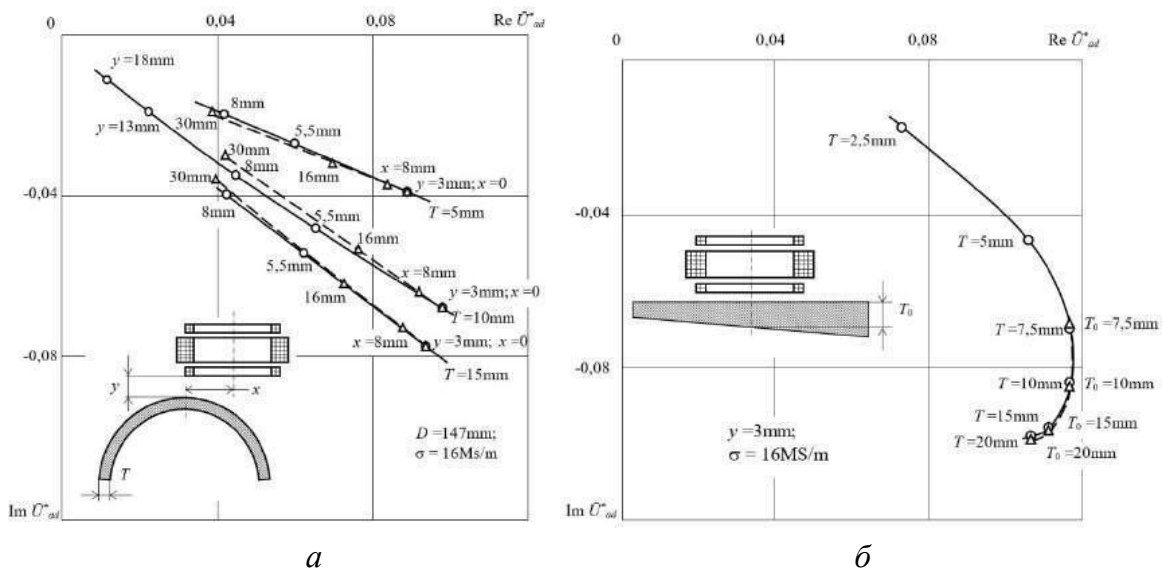 0
0,04
0,08
Re U̇*ad
y =18mm
y =13mm
8mm
30mm
5,5mm
16mm
x =8mm
y =3mm; x =0
T =5mm
-0,04
30mm
8mm
30mm
8mm
5,5mm
16mm
x =8mm
y =3mm; x =0
T =10mm
5,5mm
16mm
x =8mm
y =3mm; x =0
T =15mm
-0,08
y
x
T
D =147mm;
σ = 16Ms/m
Im U̇*ad
а
0
0,04
0,08
Re U̇*ad
T =2,5mm
-0,04
T =5mm
T₀
T =7,5mm
T₀ =7,5mm
-0,08
T =10mm
T₀ =10mm
T =15mm
T₀ =15mm
T =20mm
T₀ =20mm
y =3mm;
σ = 16MS/m
Im U̇*ad
б